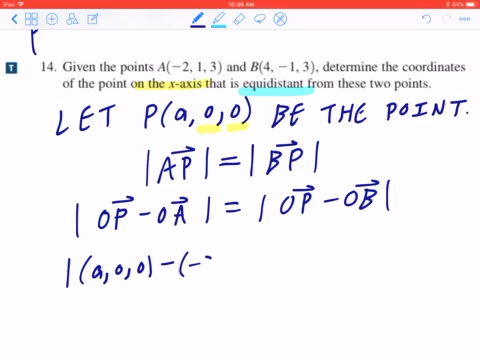 iPad
10:36 AM
64%
T 14. Given the points A(−2, 1, 3) and B(4, −1, 3), determine the coordinates
of the point on the x-axis that is equidistant from these two points.
LET P(a, 0, 0) BE THE POINT.
|AP⃗| = |BP⃗|
|OP⃗ − OA⃗| = |OP⃗ − OB⃗|
|(a, 0, 0) − (−